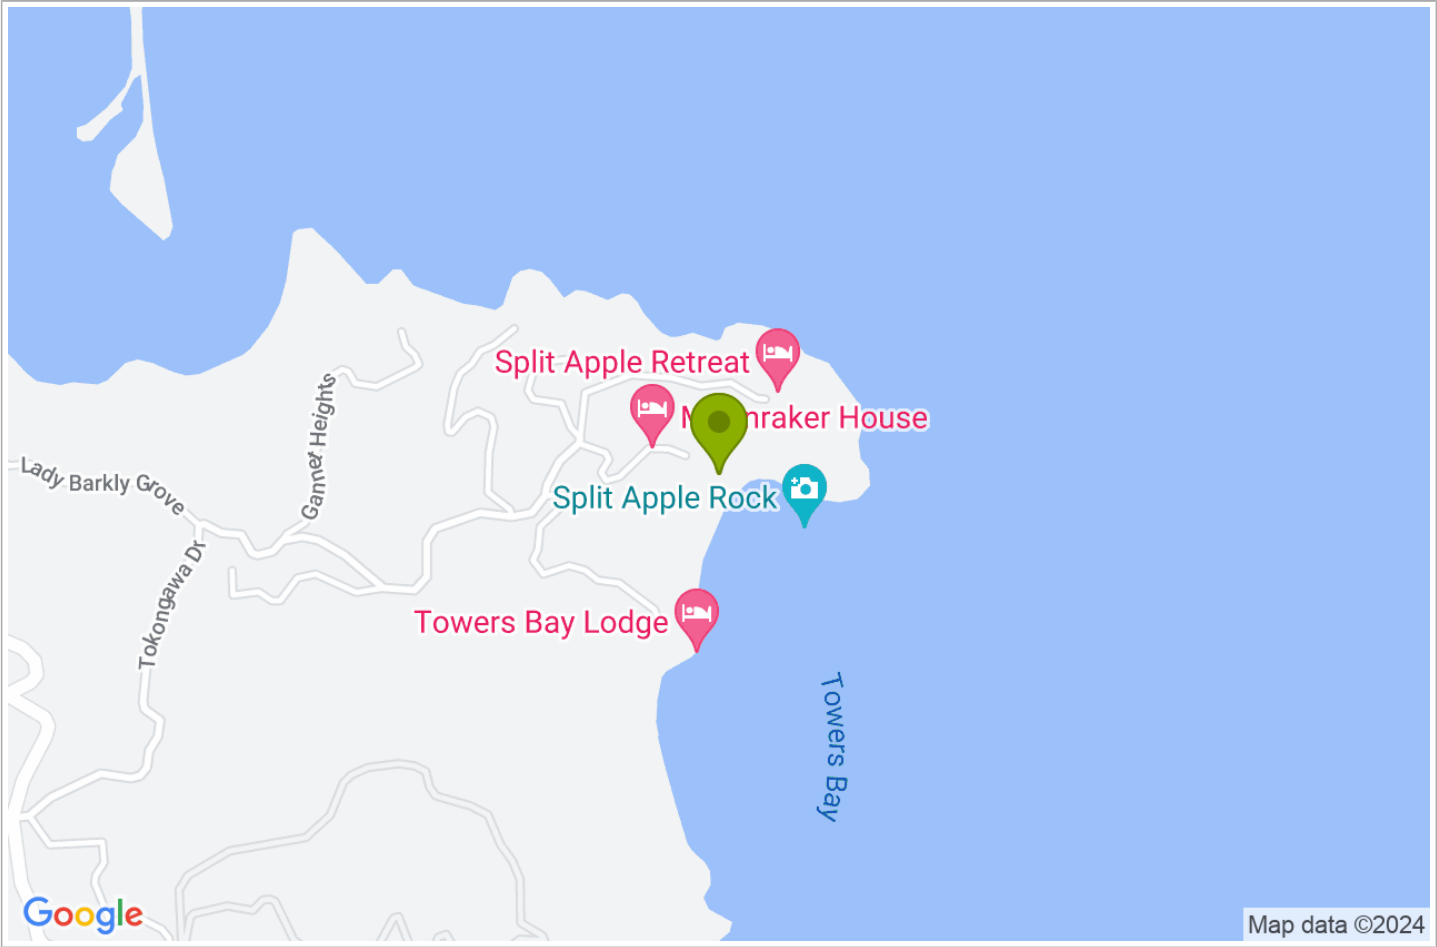 Split Apple Retreat
raker House
Gannet Heights
Lady Barkly Grove
Split Apple Rock
Tokongawa Dr
Towers Bay Lodge
Towers Bay
Google
Map data ©2024